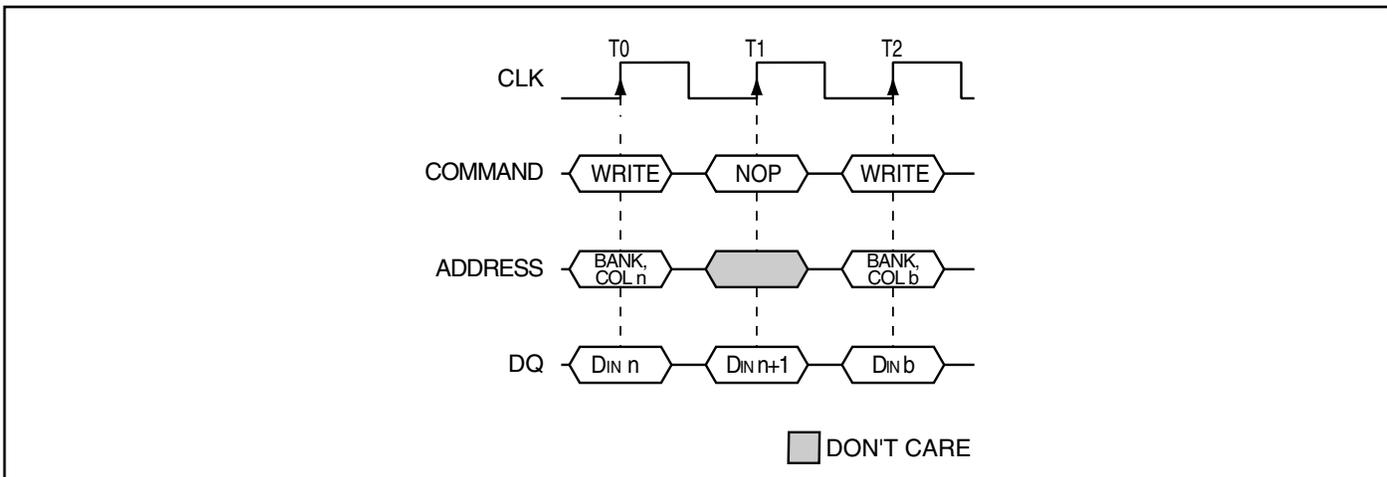 T0 T1 T2
CLK
COMMAND WRITE NOP WRITE
ADDRESS BANK, COL n BANK, COL b
DQ DIN n DIN n+1 DIN b
DON'T CARE